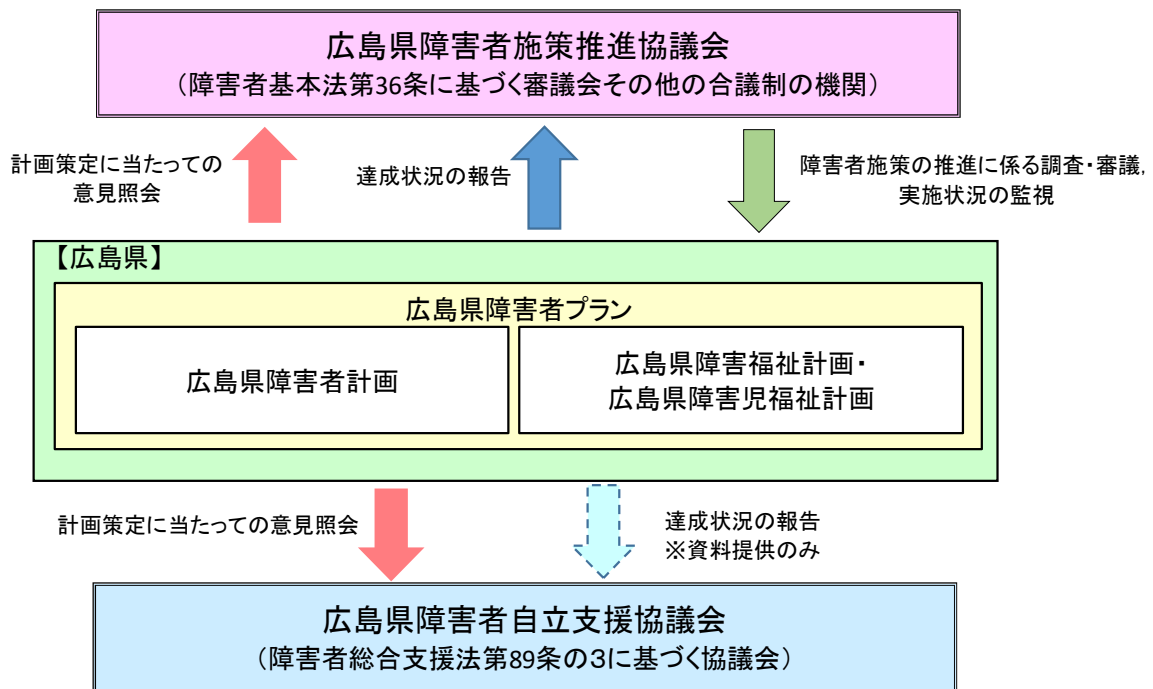 広島県障害者施策推進協議会
（障害者基本法第36条に基づく審議会その他の合議制の機関）
計画策定に当たっての
意見照会
達成状況の報告
障害者施策の推進に係る調査・審議，
実施状況の監視
【広島県】
広島県障害者プラン
広島県障害者計画
広島県障害福祉計画・
広島県障害児福祉計画
計画策定に当たっての意見照会
達成状況の報告
※資料提供のみ
広島県障害者自立支援協議会
（障害者総合支援法第89条の３に基づく協議会）